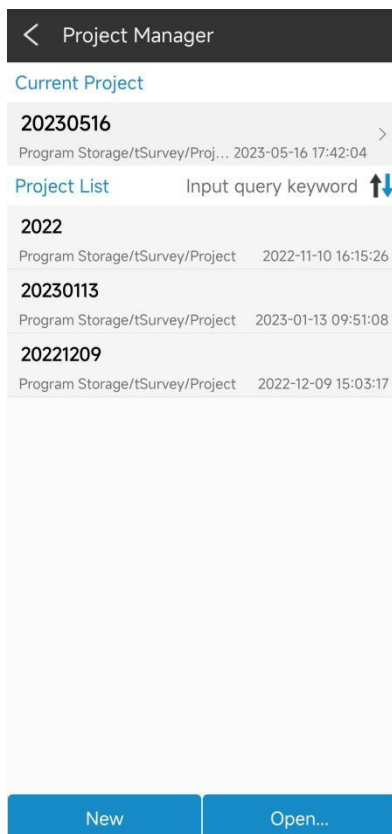 Project Manager
Current Project
20230516
Program Storage/tSurvey/Proj... 2023-05-16 17:42:04
Project List Input query keyword
2022
Program Storage/tSurvey/Project 2022-11-10 16:15:26
20230113
Program Storage/tSurvey/Project 2023-01-13 09:51:08
20221209
Program Storage/tSurvey/Project 2022-12-09 15:03:17
New Open...